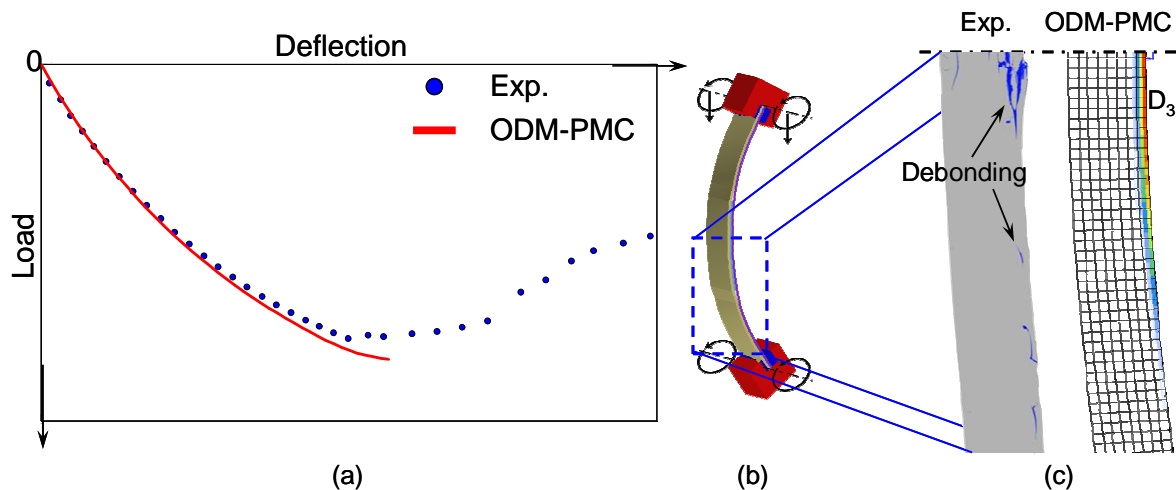 Deflection
0
Exp.
ODM-PMC
Load
(a)
(b)
Exp. ODM-PMC
D3
Debonding
(c)